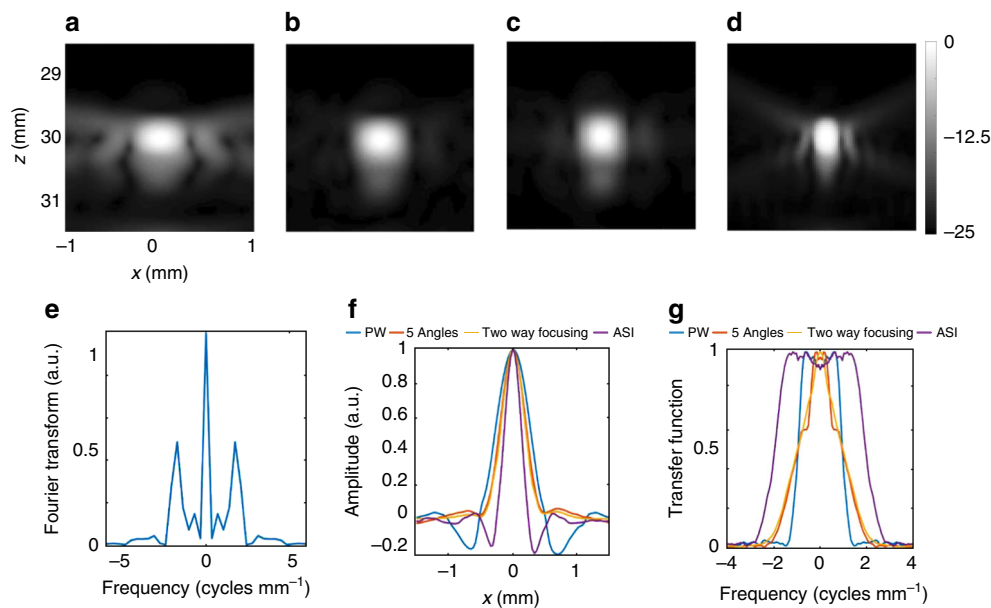 a
b
c
d
29
30
31
z (mm)
−1
0
1
x (mm)
0
−12.5
−25
e
f
g
PW 5 Angles Two way focusing ASI
PW 5 Angles Two way focusing ASI
1
0.5
0
Fourier transform (a.u.)
−5
0
5
Frequency (cycles mm−1)
1
0.8
0.6
0.4
0.2
0
−0.2
Amplitude (a.u.)
−1
0
1
x (mm)
1
0.5
0
Transfer function
−4
−2
0
2
4
Frequency (cycles mm−1)